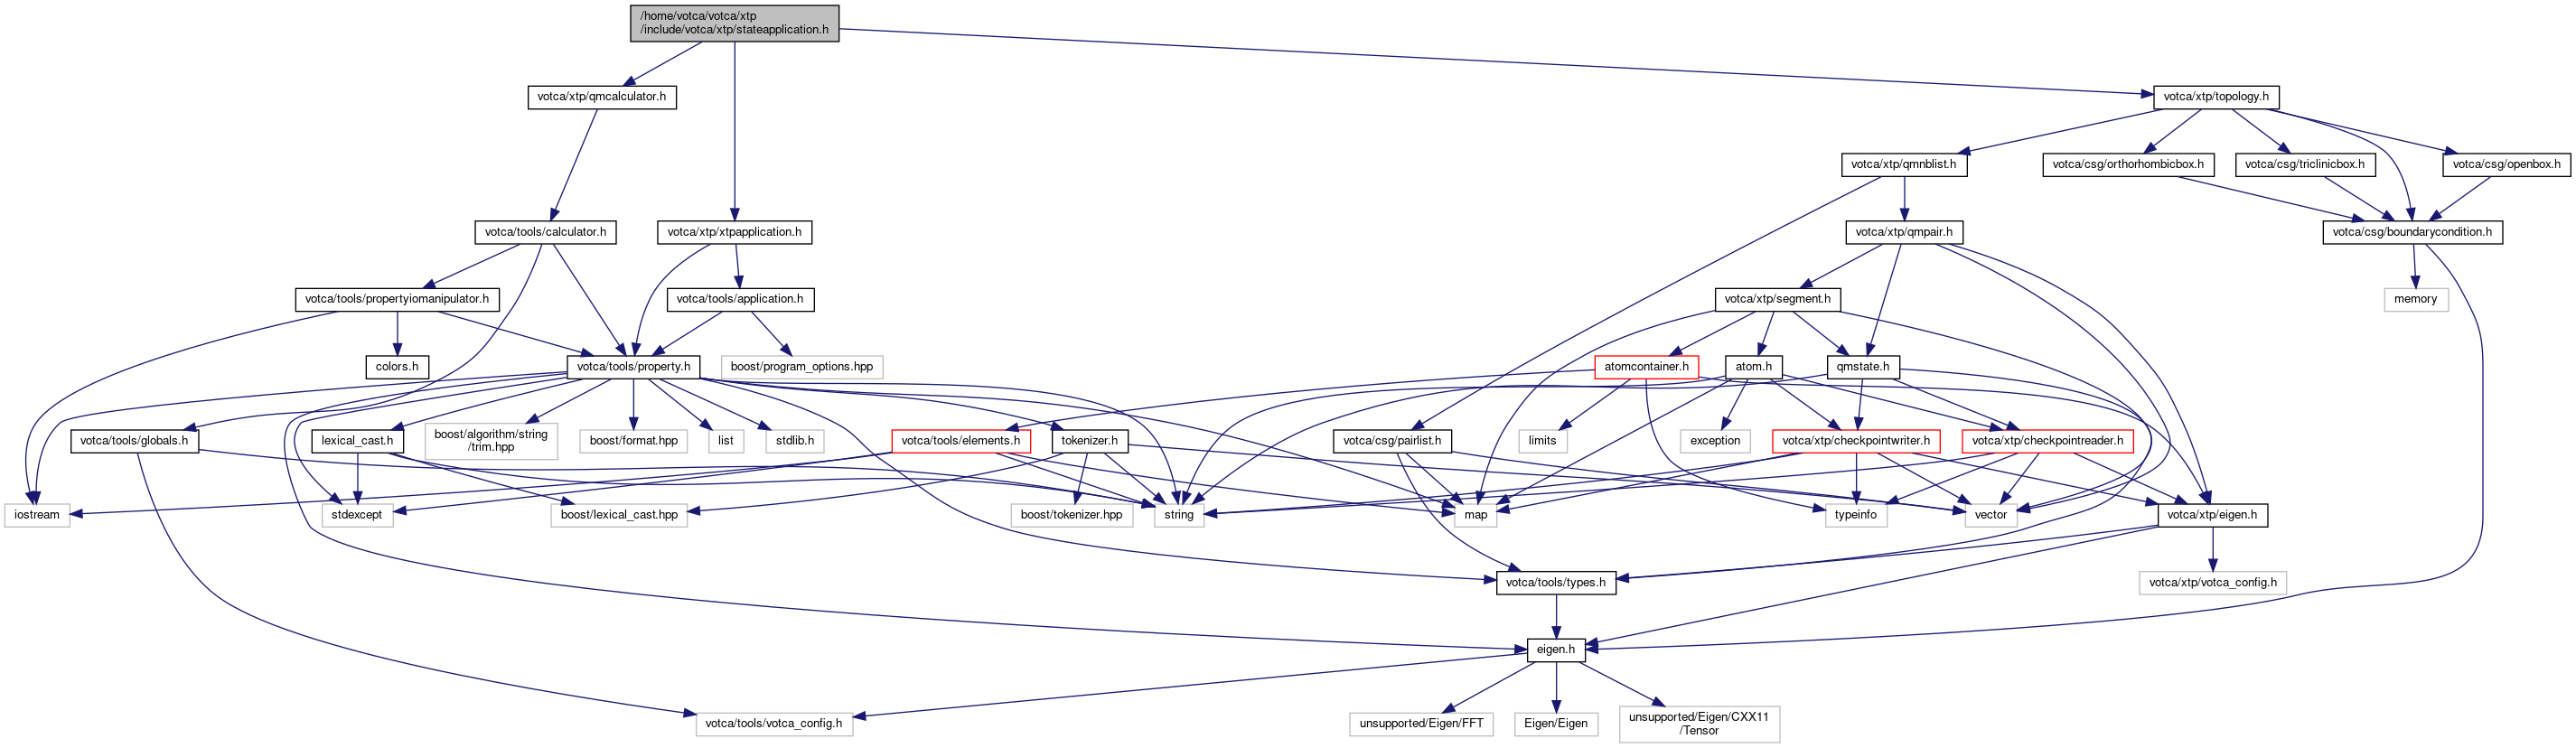 /home/votca/votca/xtp
/include/votca/xtp/stateapplication.h
votca/xtp/qmcalculator.h
votca/xtp/topology.h
votca/xtp/qmnblist.h
votca/csg/orthorhombicbox.h
votca/csg/triclinicbox.h
votca/csg/openbox.h
votca/tools/calculator.h
votca/xtp/xtpapplication.h
votca/xtp/qmpair.h
votca/csg/boundarycondition.h
votca/tools/propertyiomanipulator.h
votca/tools/application.h
votca/xtp/segment.h
memory
colors.h
votca/tools/property.h
boost/program_options.hpp
atomcontainer.h
atom.h
qmstate.h
votca/tools/globals.h
lexical_cast.h
boost/algorithm/string
/trim.hpp
boost/format.hpp
list
stdlib.h
votca/tools/elements.h
tokenizer.h
votca/csg/pairlist.h
limits
exception
votca/xtp/checkpointwriter.h
votca/xtp/checkpointreader.h
iostream
stdexcept
boost/lexical_cast.hpp
boost/tokenizer.hpp
string
map
typeinfo
vector
votca/xtp/eigen.h
votca/tools/types.h
votca/xtp/votca_config.h
eigen.h
votca/tools/votca_config.h
unsupported/Eigen/FFT
Eigen/Eigen
unsupported/Eigen/CXX11
/Tensor